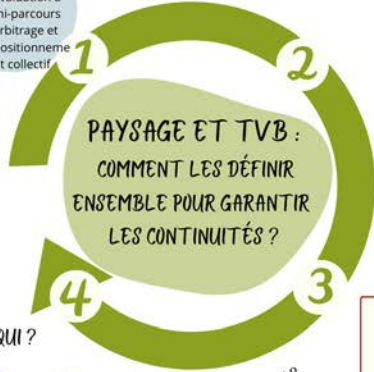 mi-parcours
rbitrage et
ositionneme
t collectif
1
2
PAYSAGE ET TVB :
COMMENT LES DÉFINIR
ENSEMBLE POUR GARANTIR
LES CONTINUITÉS ?
4
3
QUI ?